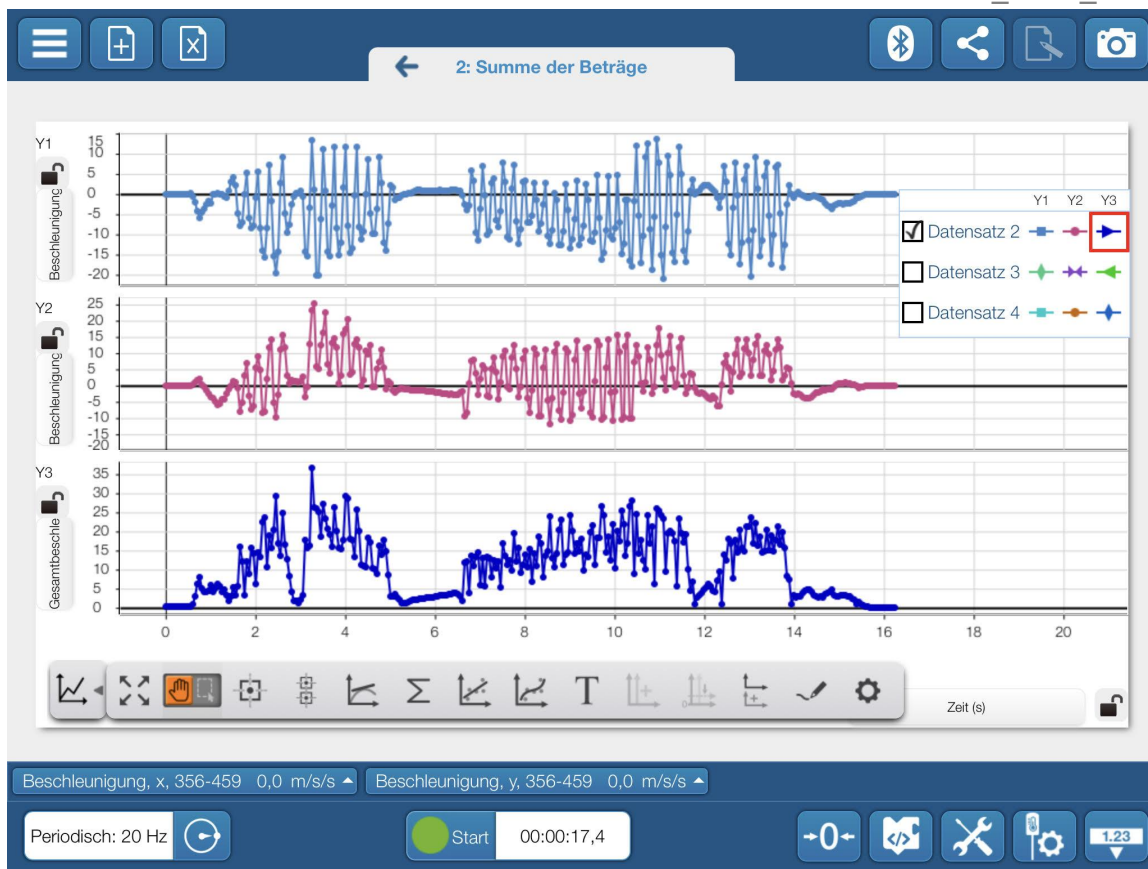 2: Summe der Beträge
Y1
15
10
5
0
-5
-10
-15
-20
Beschleunigung
Y1 Y2 Y3
Datensatz 2
Datensatz 3
Datensatz 4
Y2
25
20
15
10
5
0
-5
-10
-15
-20
Beschleunigung
Y3
35
30
25
20
15
10
5
0
Gesamtbeschle
0 2 4 6 8 10 12 14 16 18 20
T
Zeit (s)
Beschleunigung, x, 356-459 0,0 m/s/s
Beschleunigung, y, 356-459 0,0 m/s/s
Periodisch: 20 Hz
Start 00:00:17,4
→0←
</>
1.23